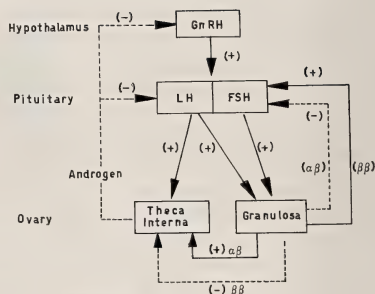 Hypothalamus (-) GnRH
(+)
(+)
Pituitary (-) LH FSH (-)
(+) (+) (+) (αβ) (ββ)
Androgen
Ovary Theca Interna Granulosa
(+) αβ
(-) ββ